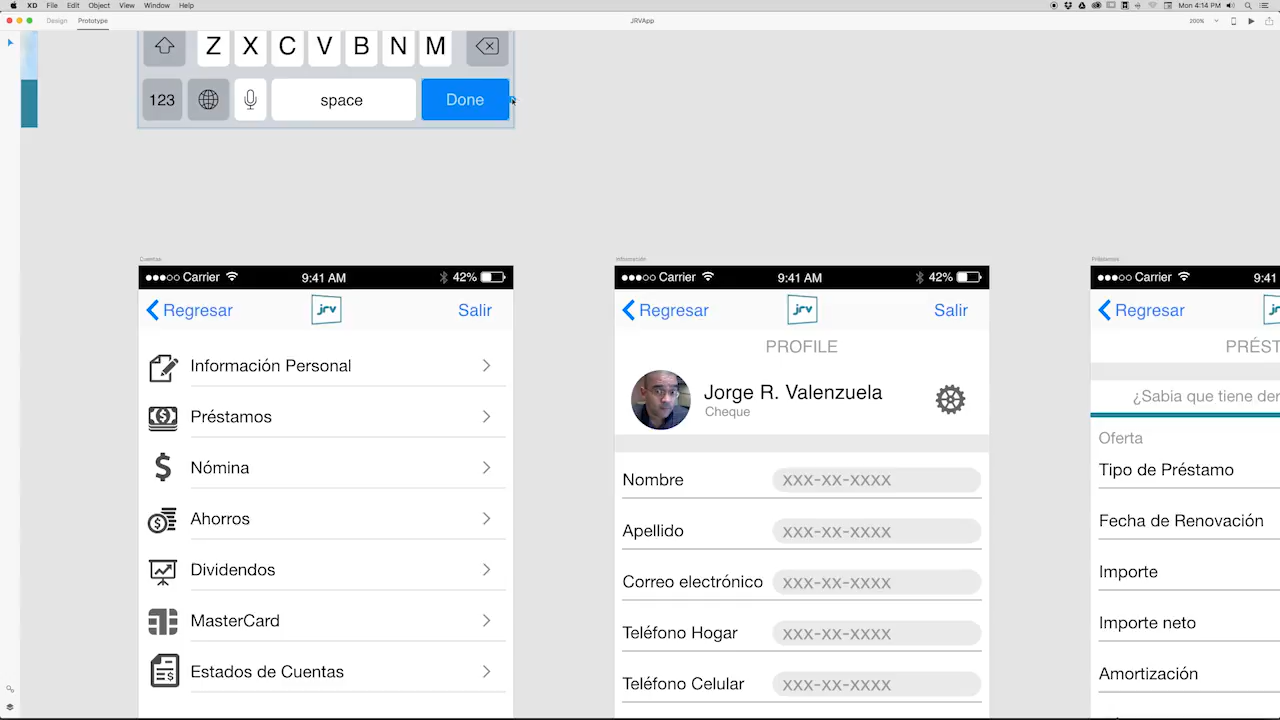 XD File Edit Object View Window Help Mon 4:14 PM
Design Prototype JRVApp 200%
Z X C V B N M
123 space Done
Cuentas Información Préstamos
Carrier 9:41 AM 42% Carrier 9:41 AM 42% Carrier 9:41
Regresar jrv Salir Regresar jrv Salir Regresar
PROFILE PRÉST
Información Personal
Jorge R. Valenzuela
Cheque
¿Sabia que tiene der
Préstamos
Oferta
Nómina Nombre XXX-XX-XXXX Tipo de Préstamo
Ahorros Apellido XXX-XX-XXXX Fecha de Renovación
Dividendos Correo electrónico XXX-XX-XXXX Importe
MasterCard Teléfono Hogar XXX-XX-XXXX Importe neto
Estados de Cuentas Teléfono Celular XXX-XX-XXXX Amortización